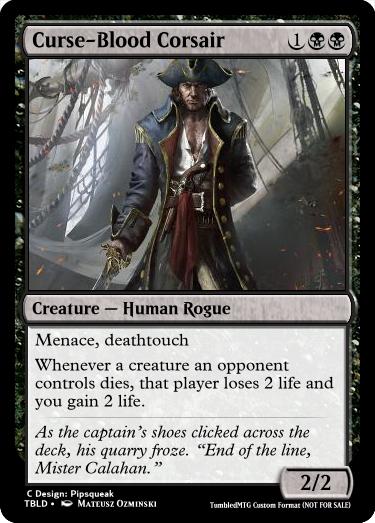 Curse-Blood Corsair 1
Creature — Human Rogue
Menace, deathtouch
Whenever a creature an opponent
controls dies, that player loses 2 life and
you gain 2 life.
As the captain's shoes clicked across the
deck, his quarry froze. “End of the line,
Mister Calahan.”
2/2
C Design: Pipsqueak
TBLD • Mateusz Ozminski
TumbledMTG Custom Format (NOT FOR SALE)